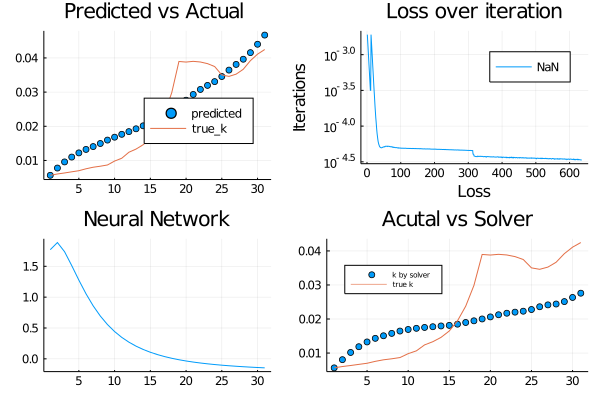 Predicted vs Actual
0.04
0.03
0.02
0.01
5 10 15 20 25 30
predicted
true_k
Loss over iteration
Iterations
10^-3.0
10^-3.5
10^-4.0
10^-4.5
0 100 200 300 400 500 600
Loss
NaN
Neural Network
1.5
1.0
0.5
0.0
5 10 15 20 25 30
Acutal vs Solver
0.04
0.03
0.02
0.01
5 10 15 20 25 30
k by solver
true k